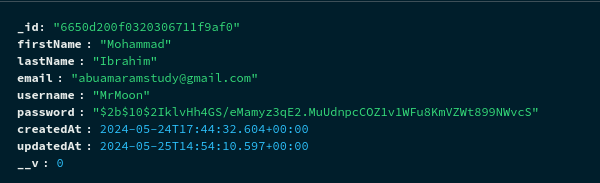 _id: "6650d200f0320306711f9af0"
firstName : "Mohammad"
lastName : "Ibrahim"
email : "abuamaramstudy@gmail.com"
username : "MrMoon"
password : "$2b$10$2IklvHh4GS/eMamyz3qE2.MuUdnpcCOZ1v1WFu8KmVZWt899NWvcS"
createdAt : 2024-05-24T17:44:32.604+00:00
updatedAt : 2024-05-25T14:54:10.597+00:00
__v : 0